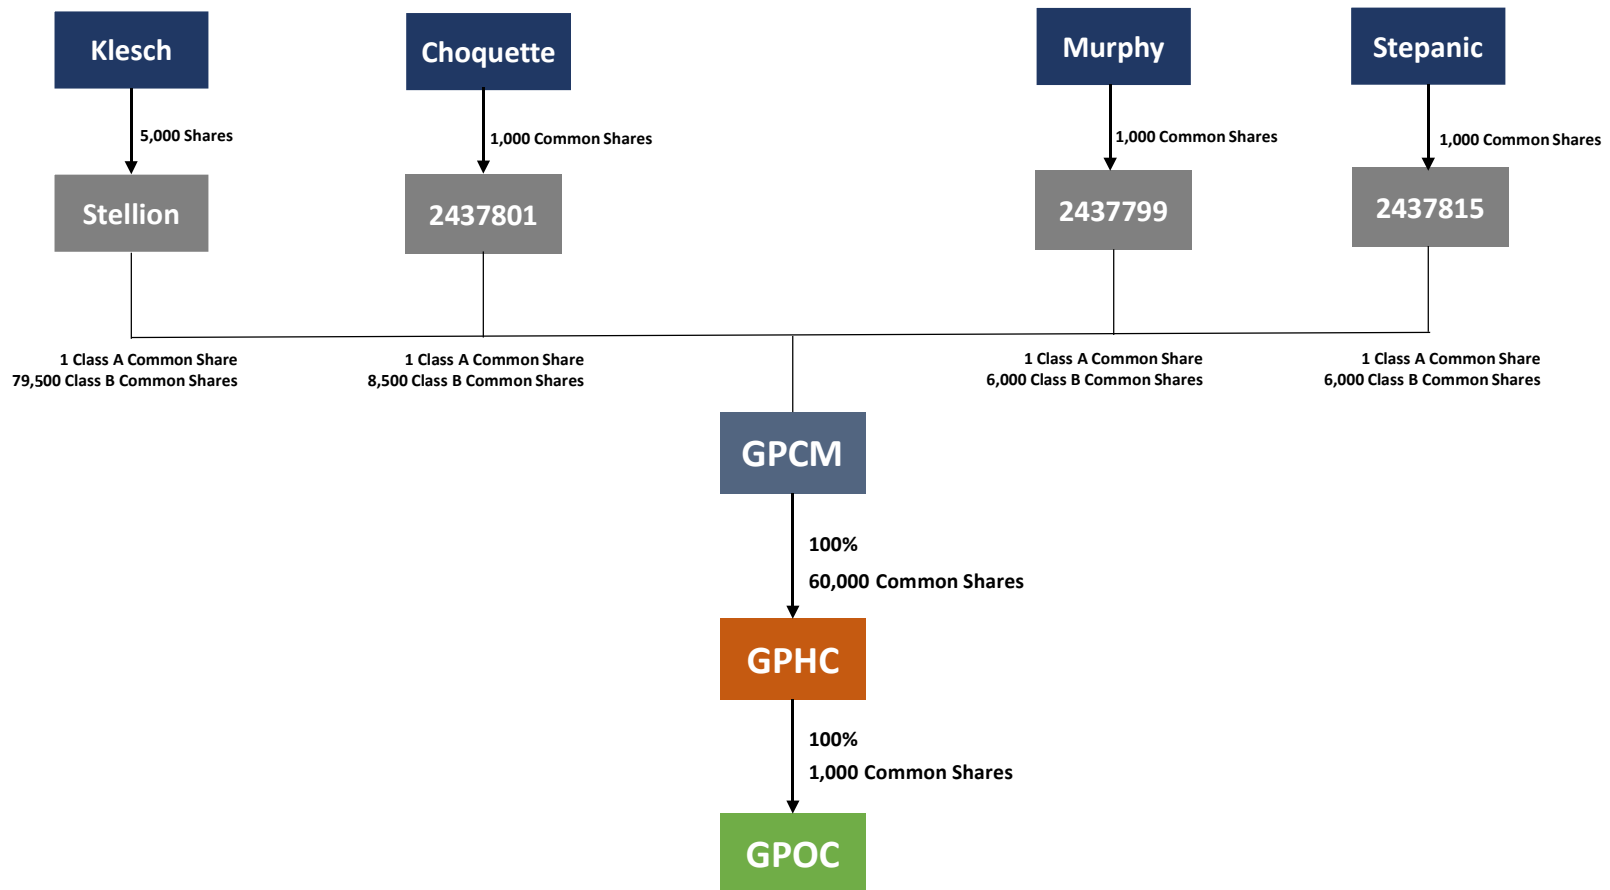 Klesch
Choquette
Murphy
Stepanic
5,000 Shares
1,000 Common Shares
1,000 Common Shares
1,000 Common Shares
Stellion
2437801
2437799
2437815
1 Class A Common Share
79,500 Class B Common Shares
1 Class A Common Share
8,500 Class B Common Shares
1 Class A Common Share
6,000 Class B Common Shares
1 Class A Common Share
6,000 Class B Common Shares
GPCM
100%
60,000 Common Shares
GPHC
100%
1,000 Common Shares
GPOC